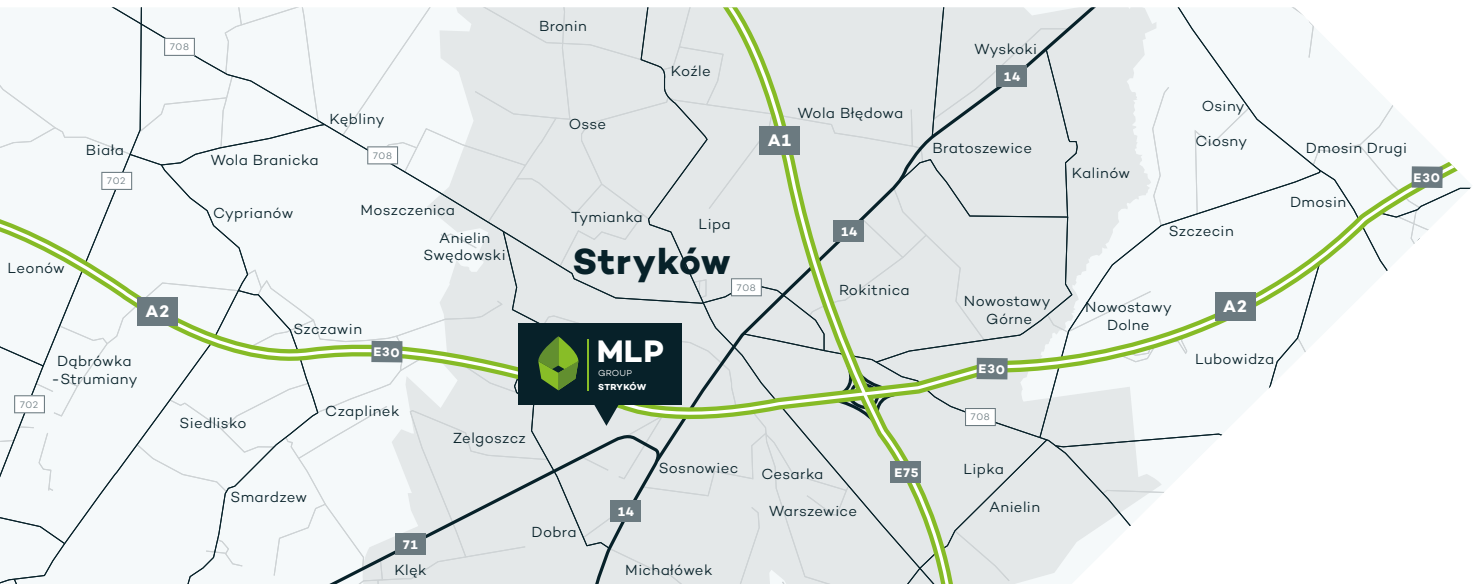 Bronin
708
Wyskoki
Koźle
14
Osiny
Wola Błędowa
Kębliny
Osse
A1
Ciosny
Biała
Bratoszewice
Dmosin Drugi
708
Wola Branicka
Kalinów
E30
702
Dmosin
Moszczenica
Cyprianów
Tymianka
Lipa
14
Szczecin
Anielin
Swędowski
Stryków
Leonów
708
Rokitnica
Nowostawy
Górne
Nowostawy
Dolne
A2
A2
Szczawin
E30
MLP
GROUP
STRYKÓW
Lubowidza
Dąbrówka
-Strumiany
E30
702
Czaplinek
708
Siedlisko
Zelgoszcz
Sosnowiec
Cesarka
E75
Lipka
Smardzew
14
Warszewice
Anielin
Dobra
71
Klęk
Michałówek